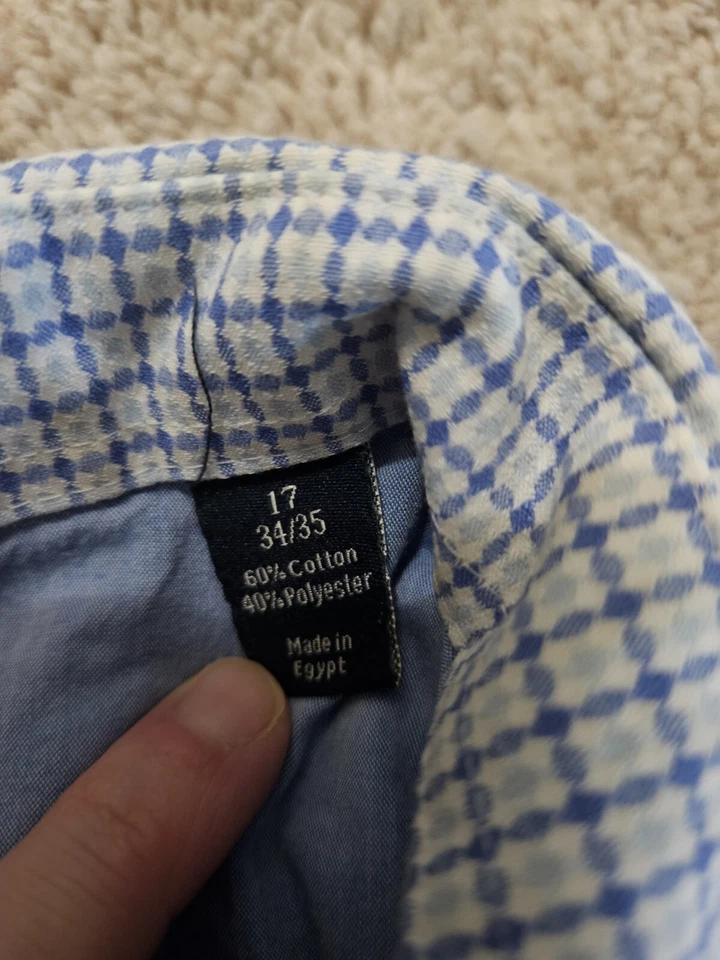 17
34/35
60% Cotton
40% Polyester
Made in
Egypt